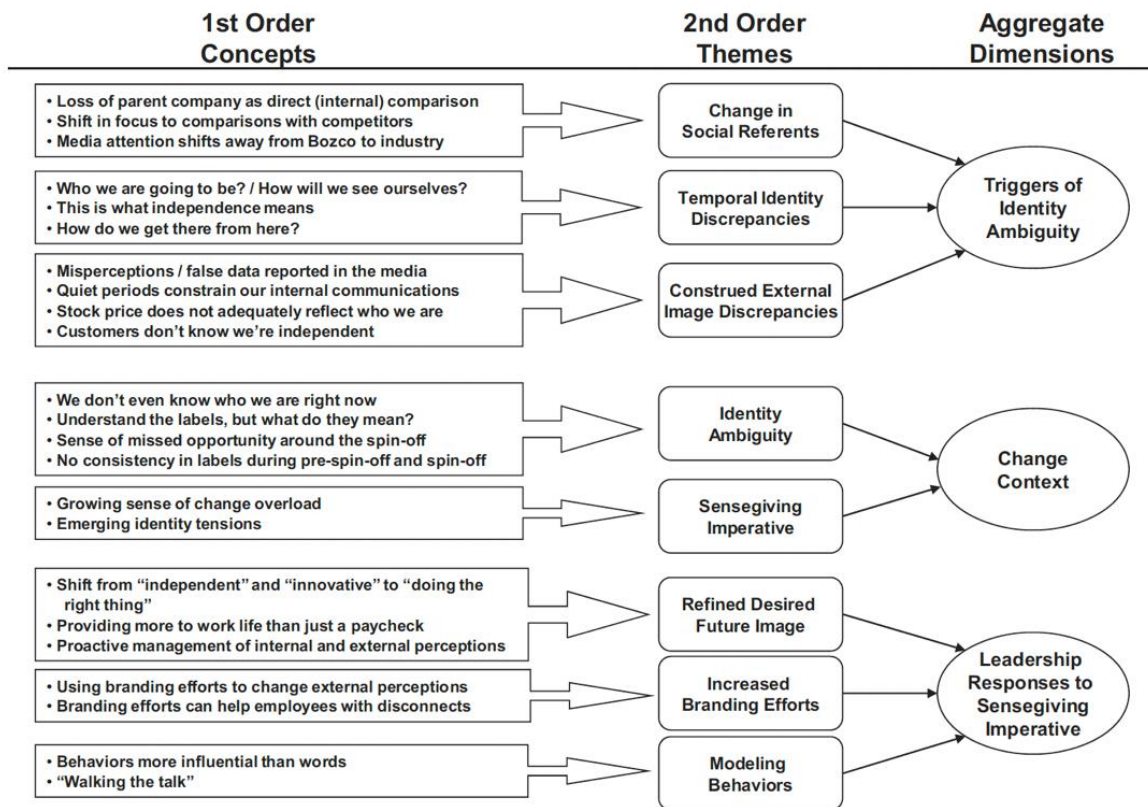 1st Order
Concepts
2nd Order
Themes
Aggregate
Dimensions
• Loss of parent company as direct (internal) comparison
• Shift in focus to comparisons with competitors
• Media attention shifts away from Bozco to industry
Change in
Social Referents
• Who we are going to be? / How will we see ourselves?
• This is what independence means
• How do we get there from here?
Temporal Identity
Discrepancies
• Misperceptions / false data reported in the media
• Quiet periods constrain our internal communications
• Stock price does not adequately reflect who we are
• Customers don’t know we’re independent
Construed External
Image Discrepancies
Triggers of
Identity
Ambiguity
• We don’t even know who we are right now
• Understand the labels, but what do they mean?
• Sense of missed opportunity around the spin-off
• No consistency in labels during pre-spin-off and spin-off
Identity
Ambiguity
• Growing sense of change overload
• Emerging identity tensions
Sensegiving
Imperative
Change
Context
• Shift from “independent” and “innovative” to “doing the
right thing”
• Providing more to work life than just a paycheck
• Proactive management of internal and external perceptions
Refined Desired
Future Image
• Using branding efforts to change external perceptions
• Branding efforts can help employees with disconnects
Increased
Branding Efforts
• Behaviors more influential than words
• “Walking the talk”
Modeling
Behaviors
Leadership
Responses to
Sensegiving
Imperative